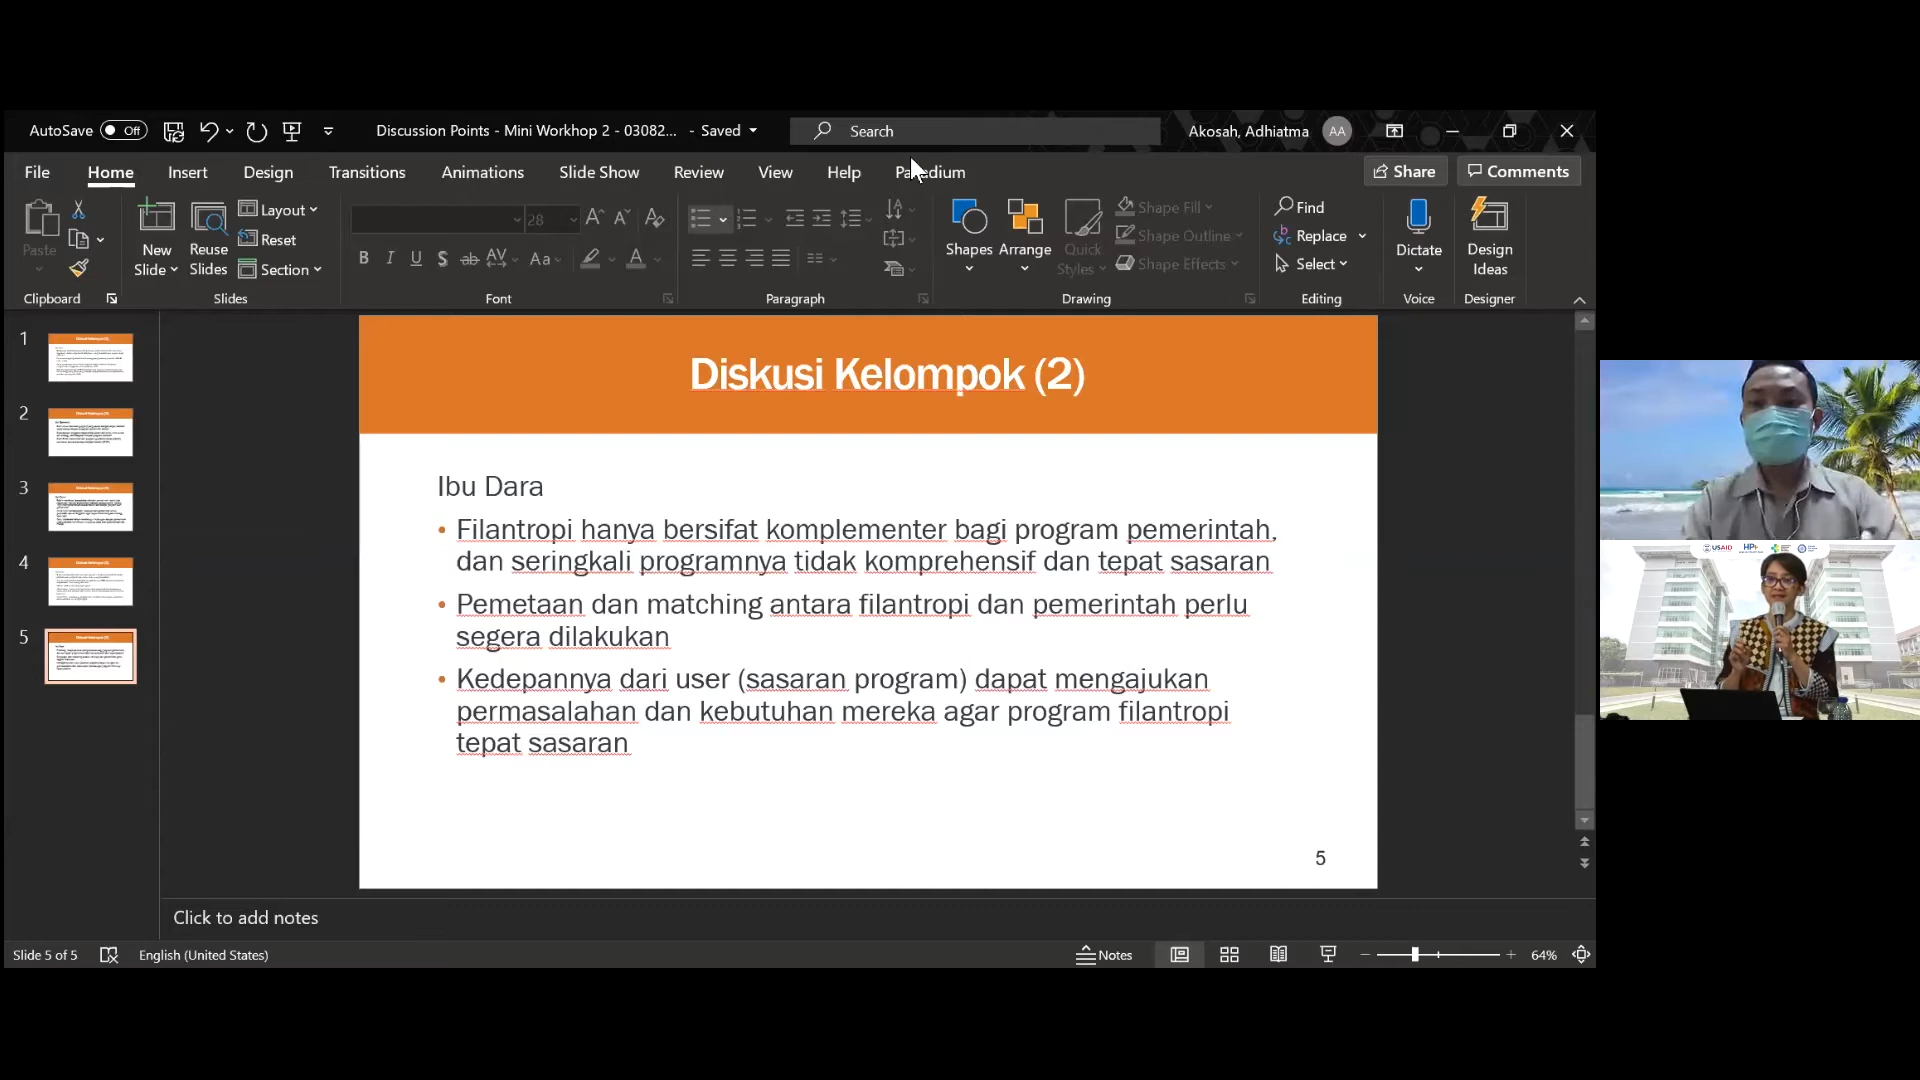 AutoSave Off
Discussion Points - Mini Workhop 2 - 03082... - Saved
Search
Akosah, Adhiatma AA
File Home Insert Design Transitions Animations Slide Show Review View Help
Share Comments
Paste
Clipboard
New Slide
Reuse Slides
Layout
Reset
Section
Slides
28
Font
Paragraph
Shapes
Arrange
Quick Styles
Shape Fill
Shape Outline
Shape Effects
Drawing
Find
Replace
Select
Editing
Dictate
Voice
Design Ideas
Designer
1
2
3
4
5
Diskusi Kelompok (2)
Ibu Dara
• Filantropi hanya bersifat komplementer bagi program pemerintah,
dan seringkali programnya tidak komprehensif dan tepat sasaran
• Pemetaan dan matching antara filantropi dan pemerintah perlu
segera dilakukan
• Kedepannya dari user (sasaran program) dapat mengajukan
permasalahan dan kebutuhan mereka agar program filantropi
tepat sasaran
5
Click to add notes
Slide 5 of 5
English (United States)
Notes
64%
USAID